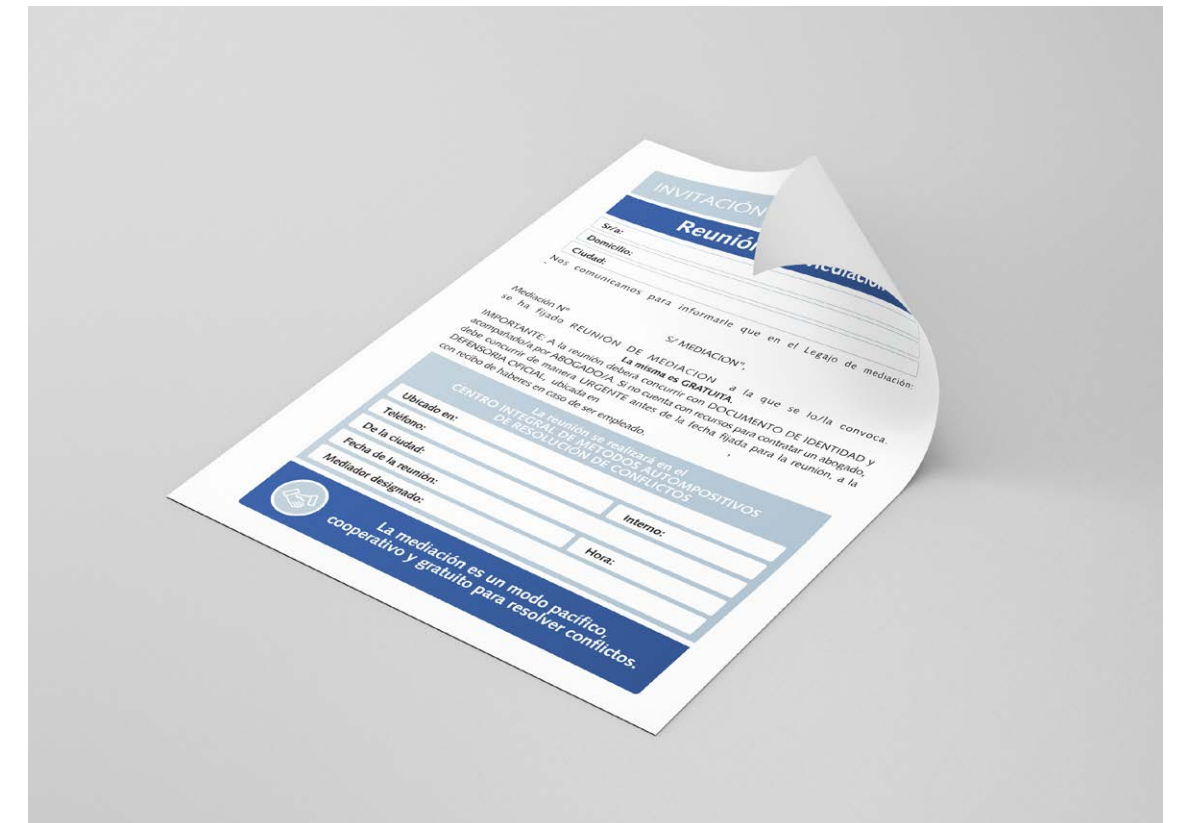 INVITACIÓN
Reunión
Sr/a:
Domicilio:
Ciudad:
Nos comunicamos para informarle que en el Legajo de mediación:
Mediación Nº S/ MEDIACION",
se ha fijado REUNIÓN DE MEDIACION a la que se lo/la convoca.
La misma es GRATUITA.
IMPORTANTE: A la reunión deberá concurrir con DOCUMENTO DE IDENTIDAD y
acompañado/a por ABOGADO/A. Si no cuenta con recursos para contratar un abogado,
debe concurrir de manera URGENTE antes de la fecha fijada para la reunión, a la
DEFENSORIA OFICIAL, ubicada en ,
con recibo de haberes en caso de ser empleado.
La reunión se realizará en el
CENTRO INTEGRAL DE METODOS AUTOMPOSITIVOS
DE RESOLUCIÓN DE CONFLICTOS
Ubicado en:
Teléfono: Interno:
De la ciudad:
Fecha de la reunión: Hora:
Mediador designado:
La mediación es un modo pacífico,
cooperativo y gratuito para resolver conflictos.